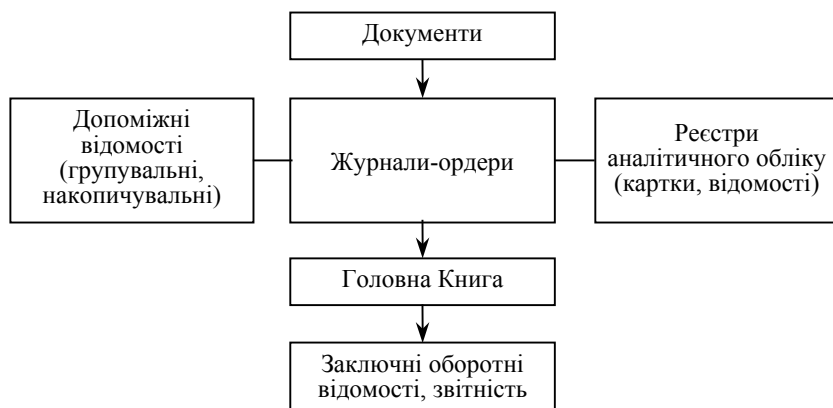 Документи
Допоміжні
відомості
(групувальні,
накопичувальні)
Журнали-ордери
Реєстри
аналітичного обліку
(картки, відомості)
Головна Книга
Заключні оборотні
відомості, звітність